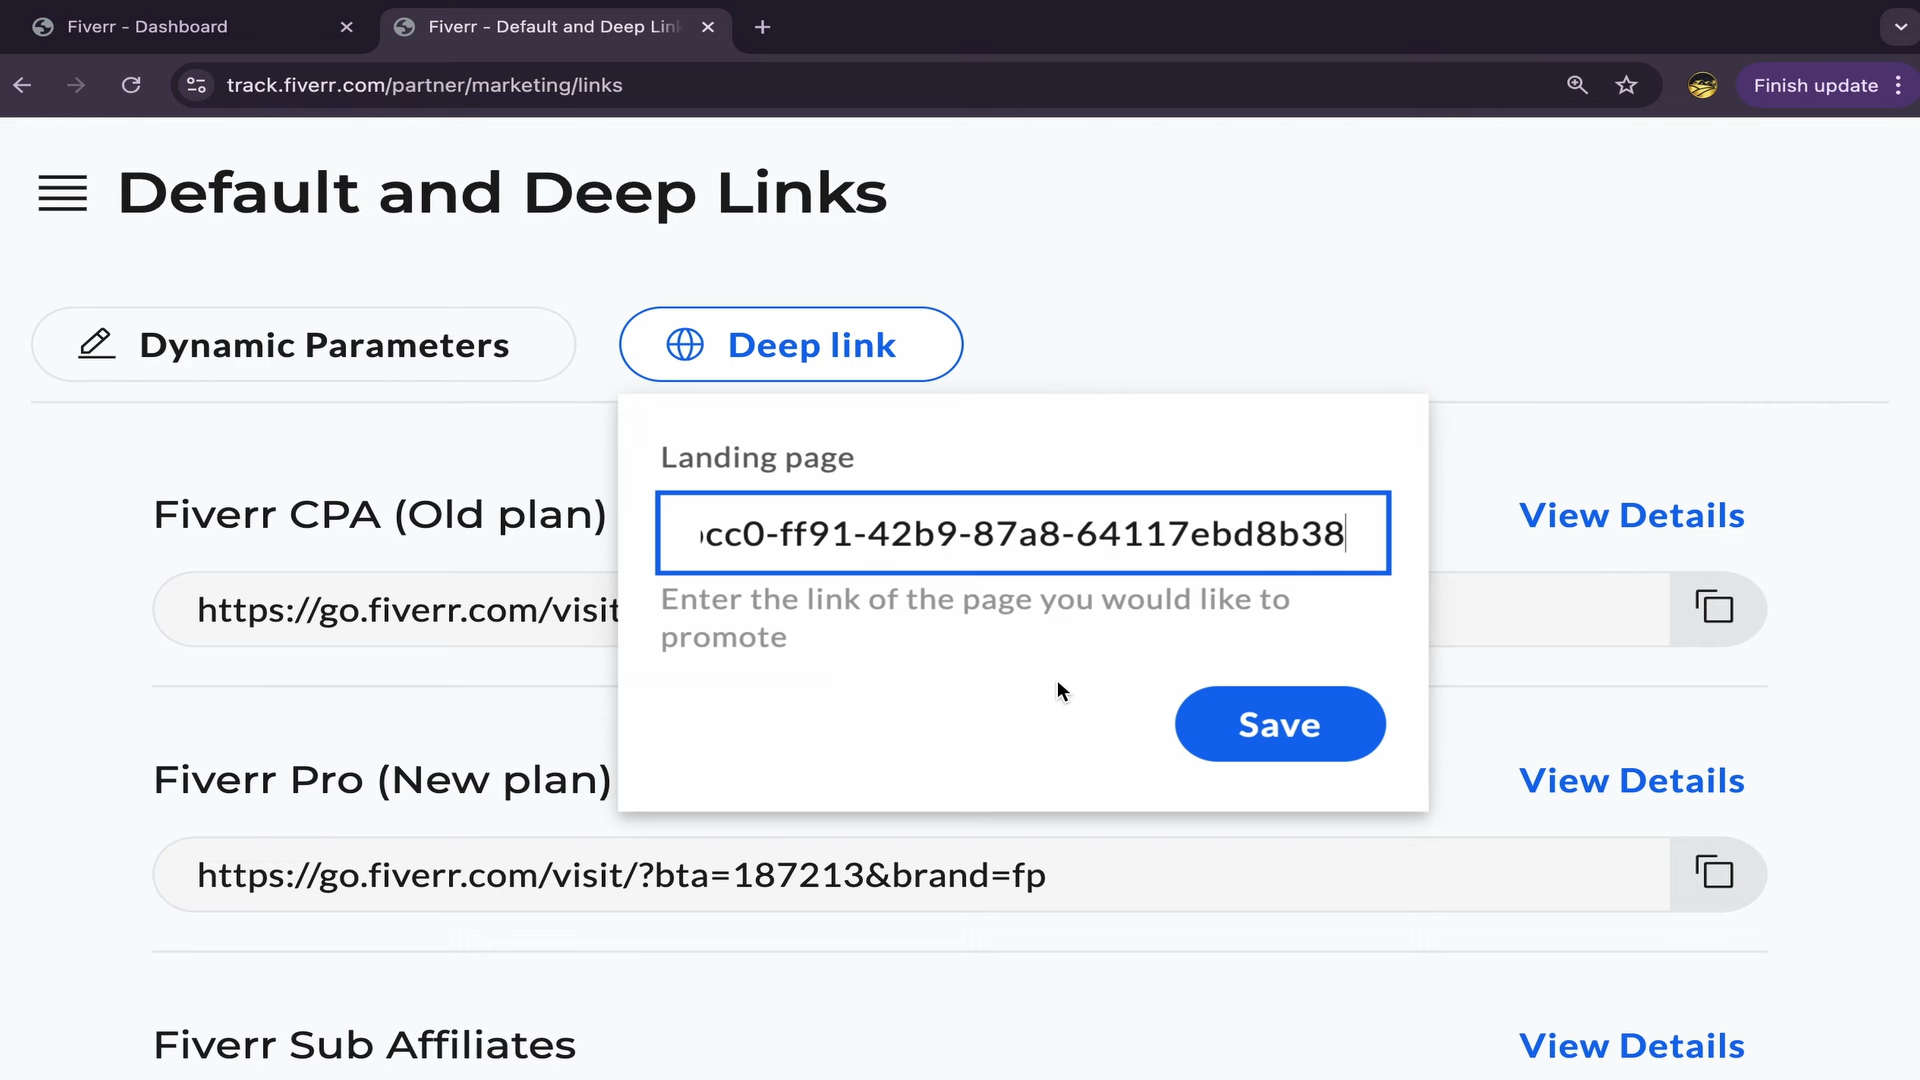 Fiverr - Dashboard
Fiverr - Default and Deep Lin
track.fiverr.com/partner/marketing/links
Finish update
Default and Deep Links
Dynamic Parameters
Deep link
Landing page
cc0-ff91-42b9-87a8-64117ebd8b38
Enter the link of the page you would like to
promote
Save
Fiverr CPA (Old plan)
View Details
https://go.fiverr.com/visit
Fiverr Pro (New plan)
View Details
https://go.fiverr.com/visit/?bta=187213&brand=fp
Fiverr Sub Affiliates
View Details